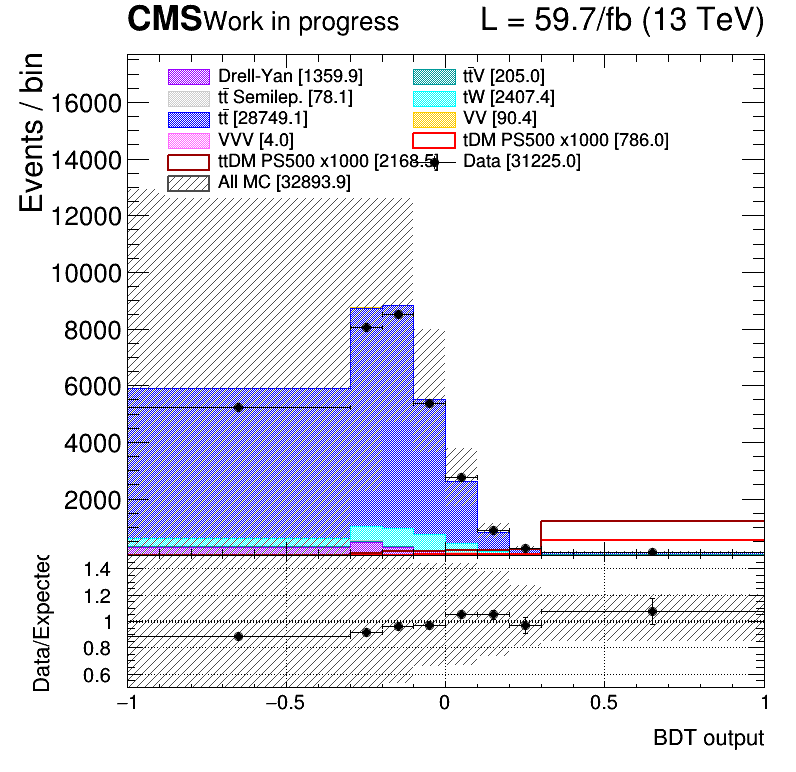 CMS Work in progress L = 59.7/fb (13 TeV)
Events / bin
16000
14000
12000
10000
8000
6000
4000
2000
Drell-Yan [1359.9] tt̄V [205.0]
tt̄ Semilep. [78.1] tW [2407.4]
tt̄ [28749.1] VV [90.4]
VVV [4.0] tDM PS500 x1000 [786.0]
ttDM PS500 x1000 [2168.5] Data [31225.0]
All MC [32893.9]
Data/Expected
1.4
1.2
1
0.8
0.6
−1 −0.5 0 0.5 1
BDT output